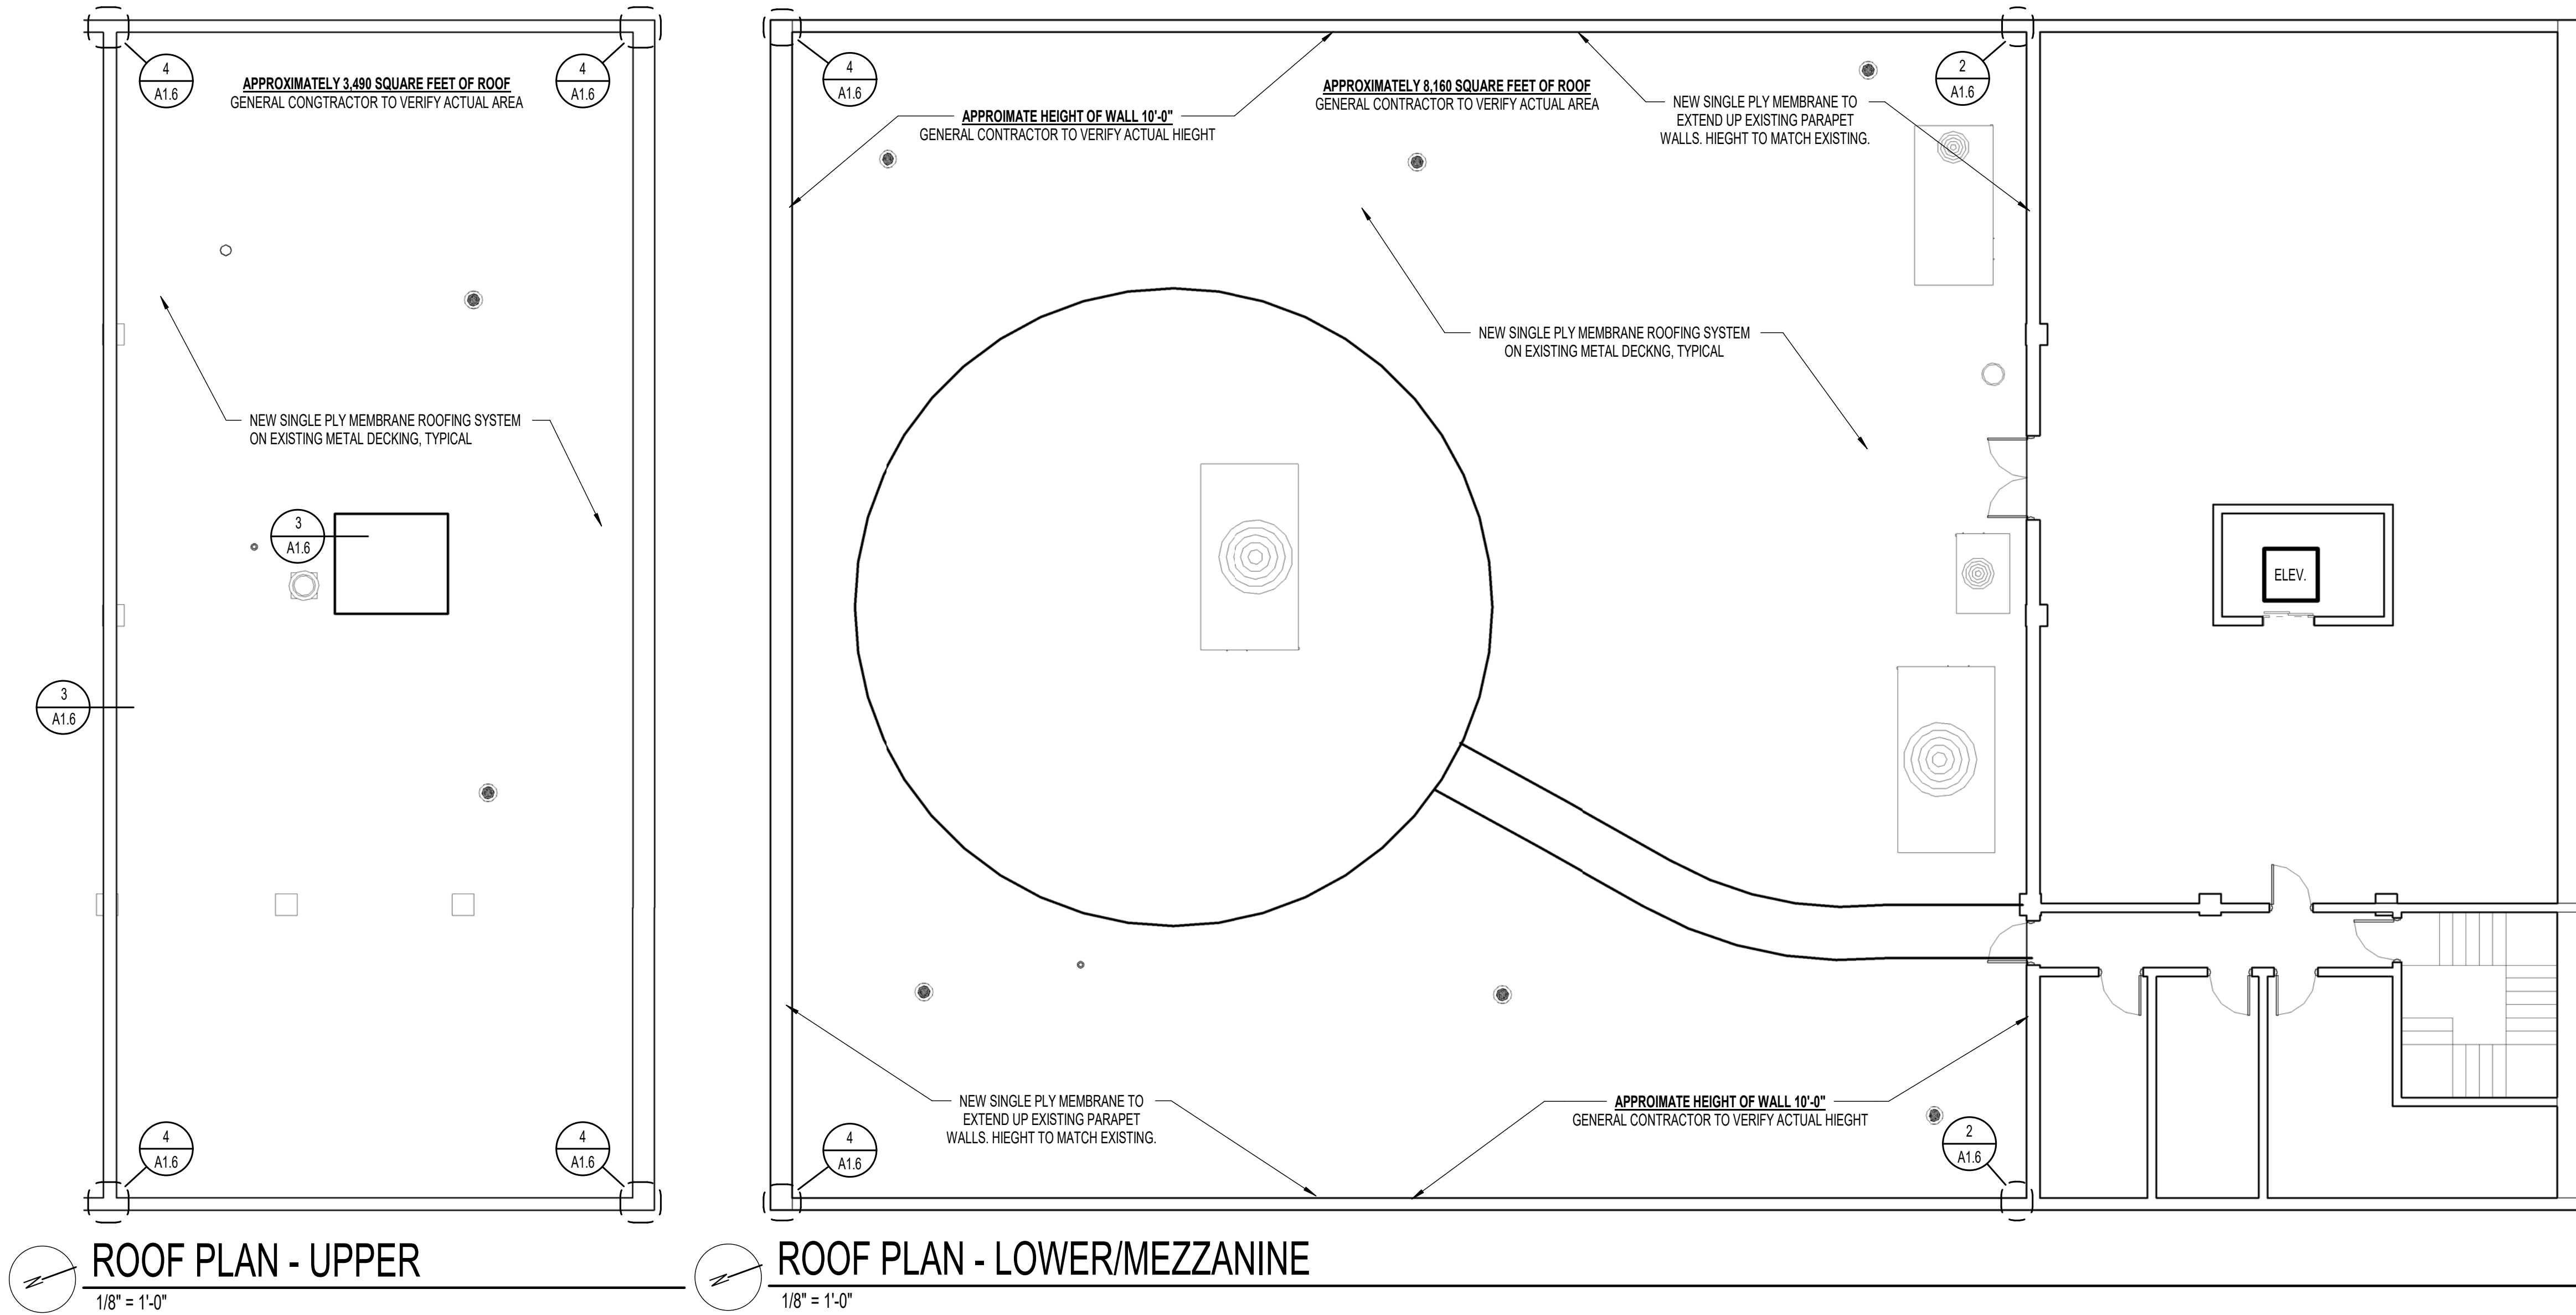 4
A1.6
APPROXIMATELY 3,490 SQUARE FEET OF ROOF
GENERAL CONGTRACTOR TO VERIFY ACTUAL AREA
4
A1.6
NEW SINGLE PLY MEMBRANE ROOFING SYSTEM
ON EXISTING METAL DECKING, TYPICAL
3
A1.6
3
A1.6
4
A1.6
4
A1.6
N
ROOF PLAN - UPPER
1/8" = 1'-0"
4
A1.6
APPROIMATE HEIGHT OF WALL 10'-0"
GENERAL CONTRACTOR TO VERIFY ACTUAL HIEGHT
APPROXIMATELY 8,160 SQUARE FEET OF ROOF
GENERAL CONTRACTOR TO VERIFY ACTUAL AREA
NEW SINGLE PLY MEMBRANE TO
EXTEND UP EXISTING PARAPET
WALLS. HIEGHT TO MATCH EXISTING.
2
A1.6
NEW SINGLE PLY MEMBRANE ROOFING SYSTEM
ON EXISTING METAL DECKNG, TYPICAL
ELEV.
NEW SINGLE PLY MEMBRANE TO
EXTEND UP EXISTING PARAPET
WALLS. HIEGHT TO MATCH EXISTING.
APPROIMATE HEIGHT OF WALL 10'-0"
GENERAL CONTRACTOR TO VERIFY ACTUAL HIEGHT
4
A1.6
2
A1.6
N
ROOF PLAN - LOWER/MEZZANINE
1/8" = 1'-0"